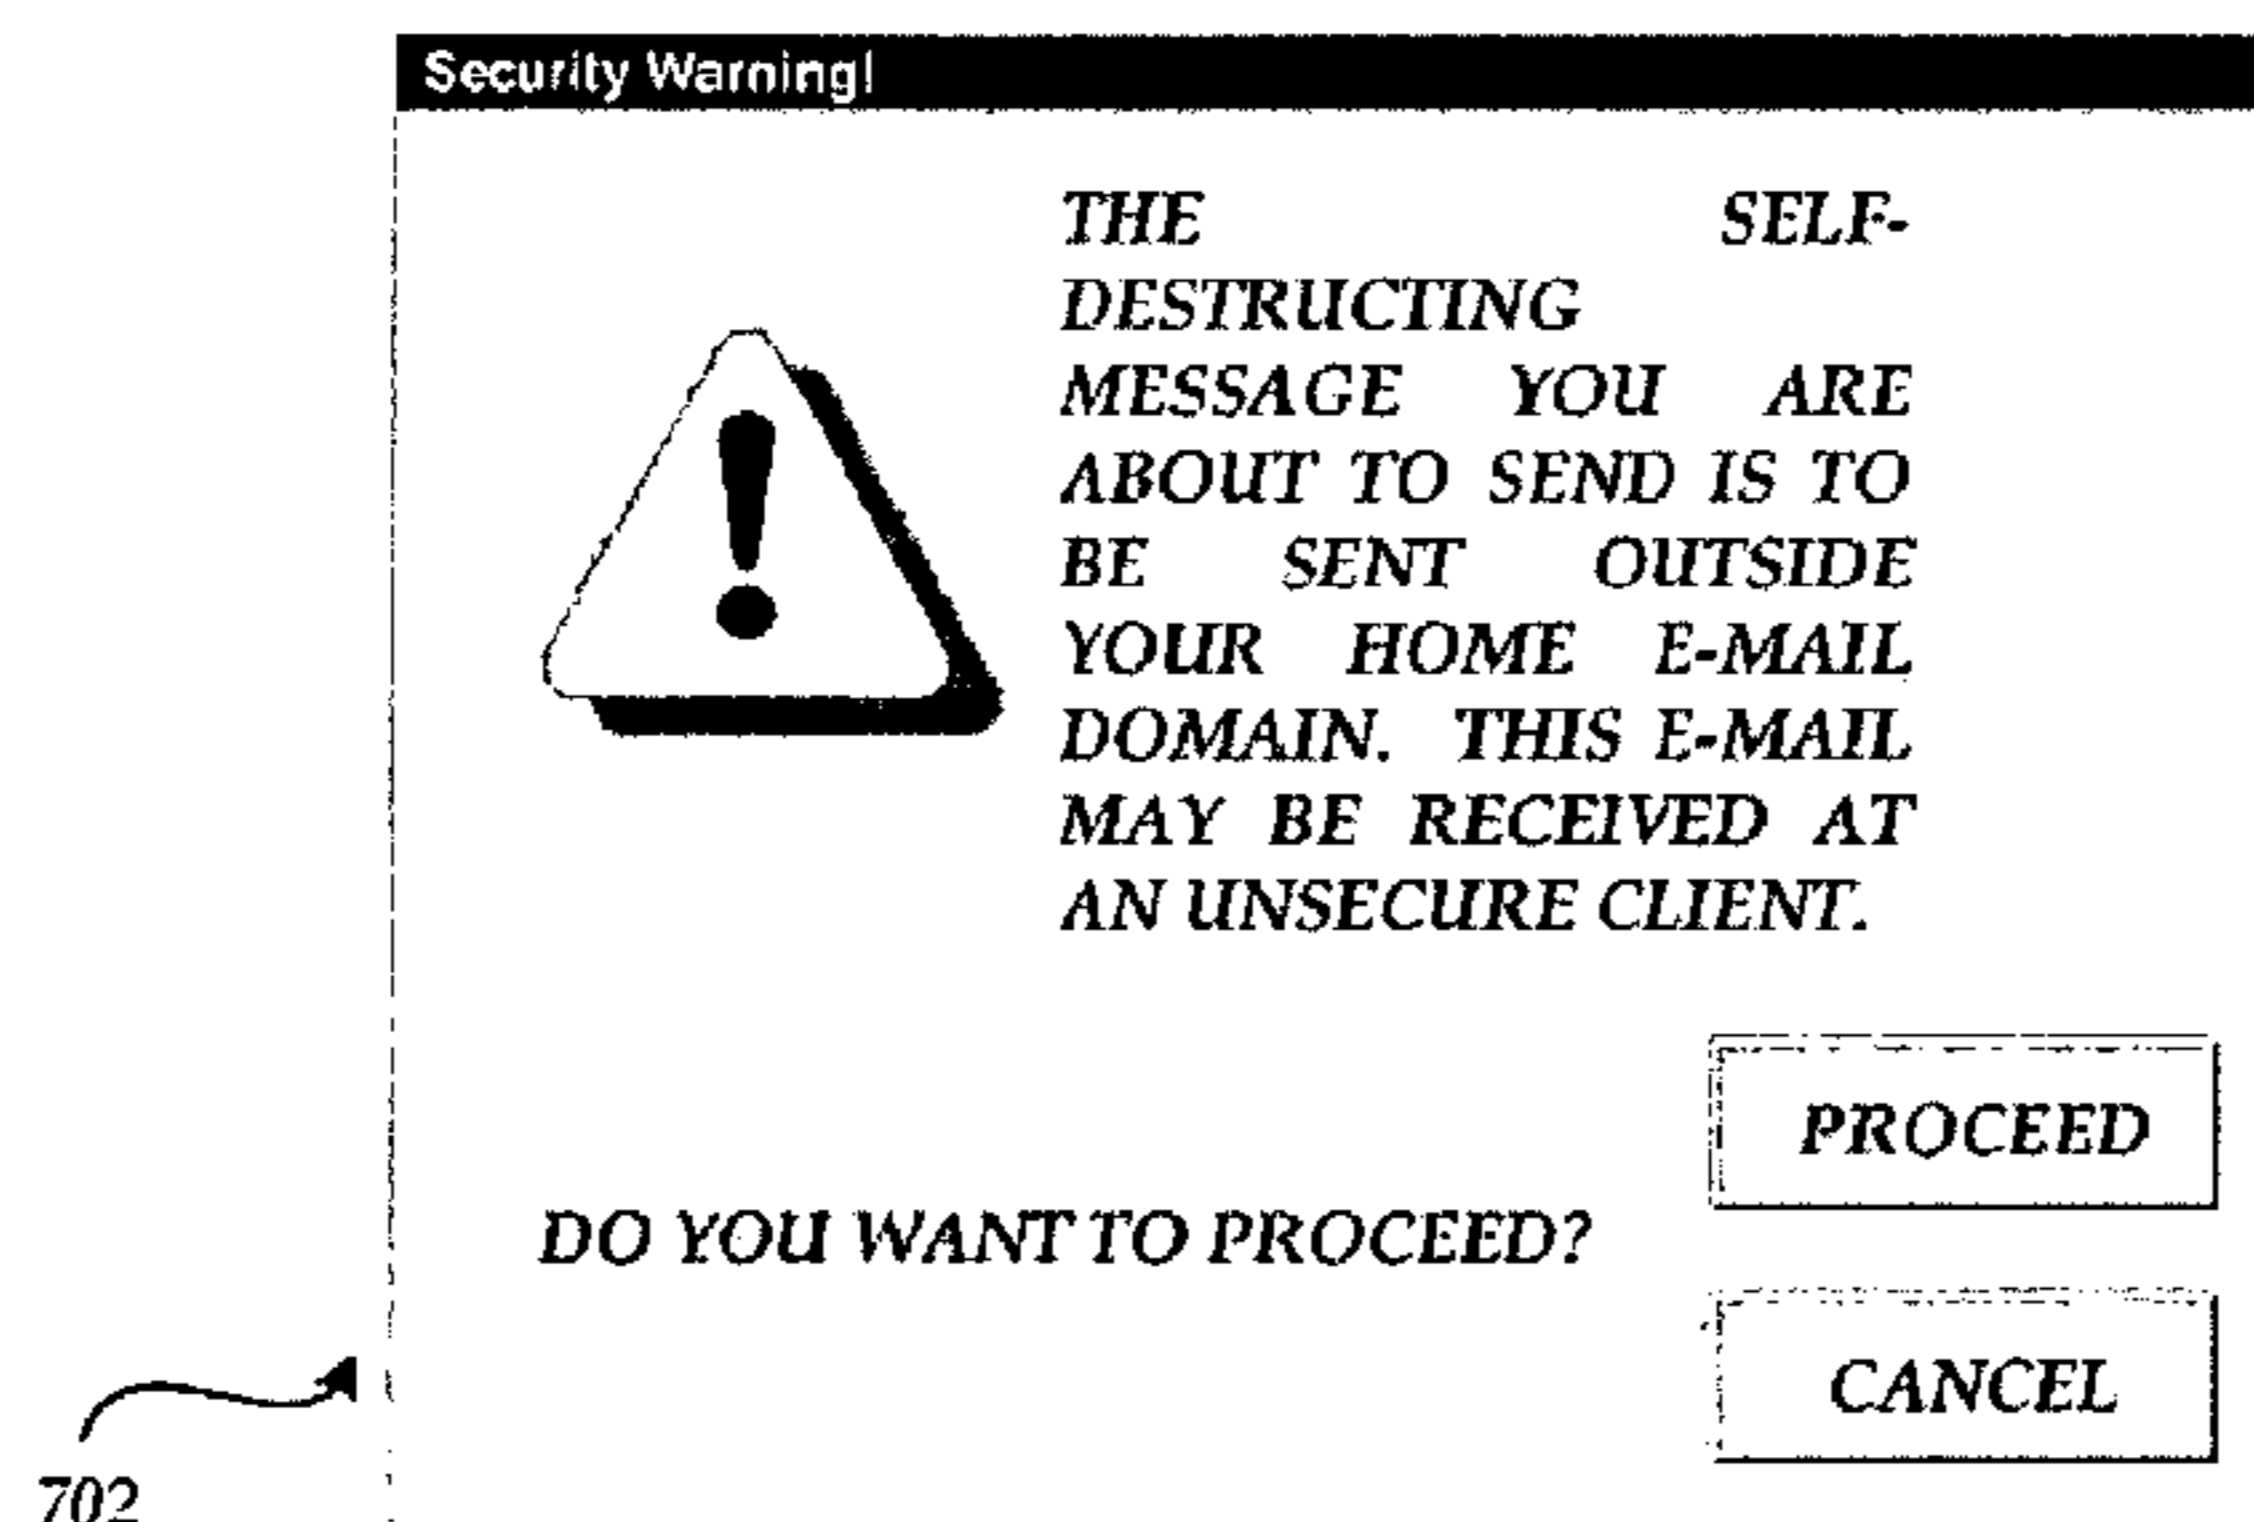 Security Warning!
THE SELF-
DESTRUCTING
MESSAGE YOU ARE
ABOUT TO SEND IS TO
BE SENT OUTSIDE
YOUR HOME E-MAIL
DOMAIN. THIS E-MAIL
MAY BE RECEIVED AT
AN UNSECURE CLIENT.
PROCEED
DO YOU WANT TO PROCEED?
CANCEL
702